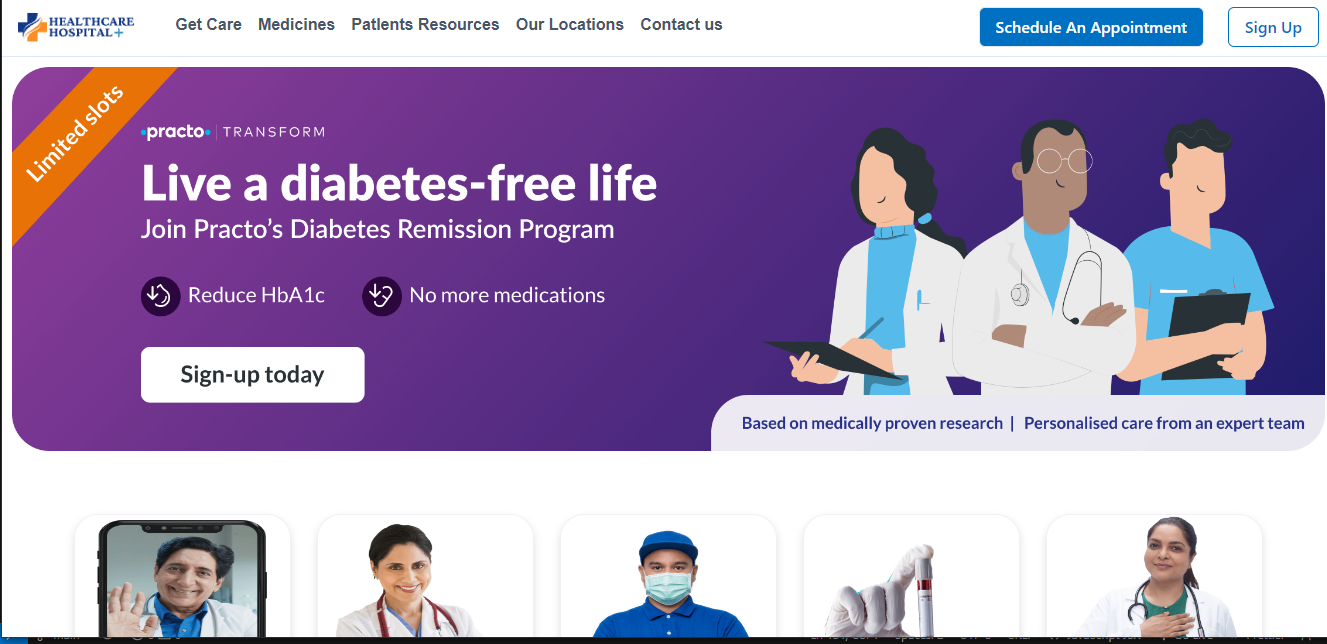 HEALTHCARE
HOSPITAL+
Get Care Medicines Patients Resources Our Locations Contact us
Schedule An Appointment Sign Up
Limited slots
practo TRANSFORM
Live a diabetes-free life
Join Practo’s Diabetes Remission Program
Reduce HbA1c No more medications
Sign-up today
Based on medically proven research | Personalised care from an expert team